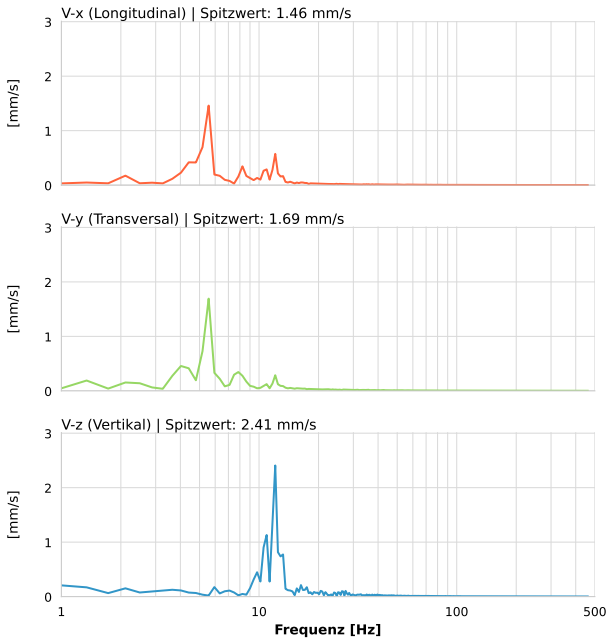 V-x (Longitudinal) | Spitzwert: 1.46 mm/s
3
2
1
0
[mm/s]
V-y (Transversal) | Spitzwert: 1.69 mm/s
3
2
1
0
[mm/s]
V-z (Vertikal) | Spitzwert: 2.41 mm/s
3
2
1
0
[mm/s]
1 10 100 500
Frequenz [Hz]